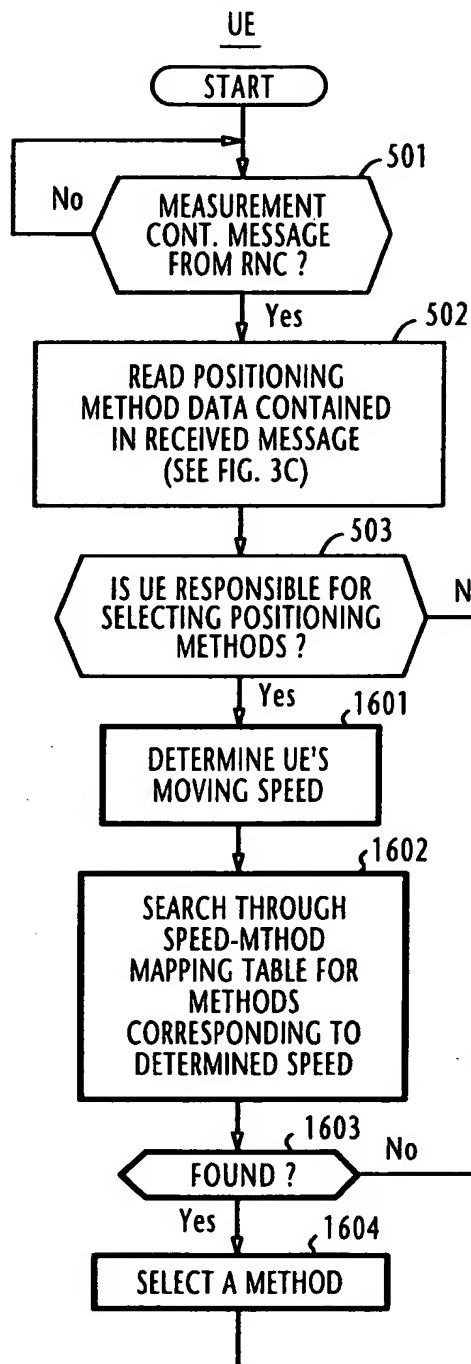 UE
START
501
No
MEASUREMENT
CONT. MESSAGE
FROM RNC ?
Yes
502
READ POSITIONING
METHOD DATA CONTAINED
IN RECEIVED MESSAGE
(SEE FIG. 3C)
503
IS UE RESPONSIBLE FOR
SELECTING POSITIONING
METHODS ?
N
Yes
1601
DETERMINE UE'S
MOVING SPEED
1602
SEARCH THROUGH
SPEED-MTHOD
MAPPING TABLE FOR
METHODS
CORRESPONDING TO
DETERMINED SPEED
1603
FOUND ?
No
Yes
1604
SELECT A METHOD